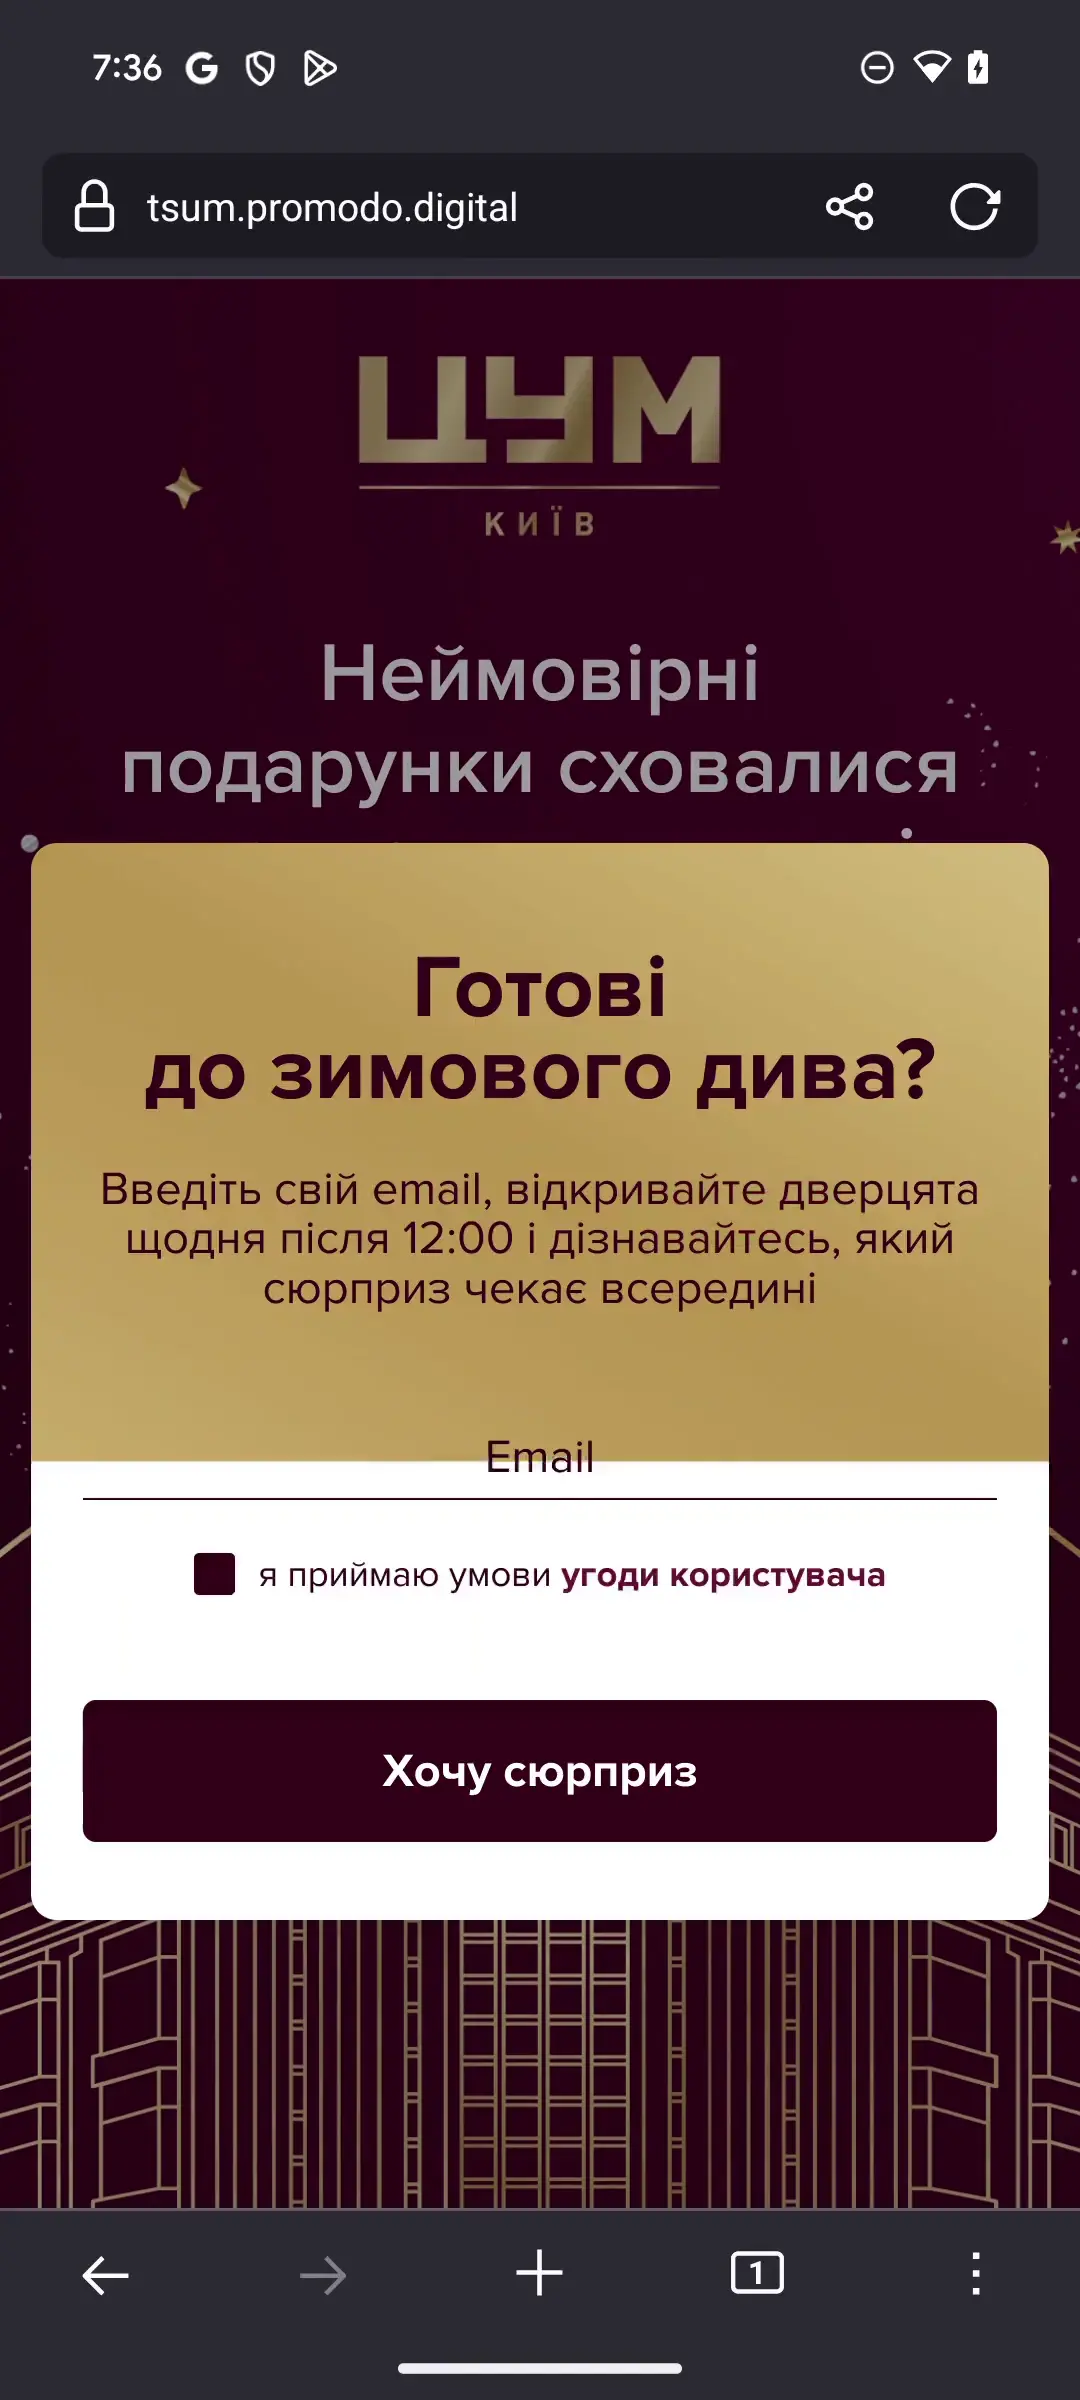 7:36
tsum.promodo.digital
ЦУМ
КИЇВ
Неймовірні
подарунки сховалися
Готові
до зимового дива?
Введіть свій email, відкривайте дверцята
щодня після 12:00 і дізнавайтесь, який
сюрприз чекає всередині
Email
я приймаю умови угоди користувача
Хочу сюрприз
1